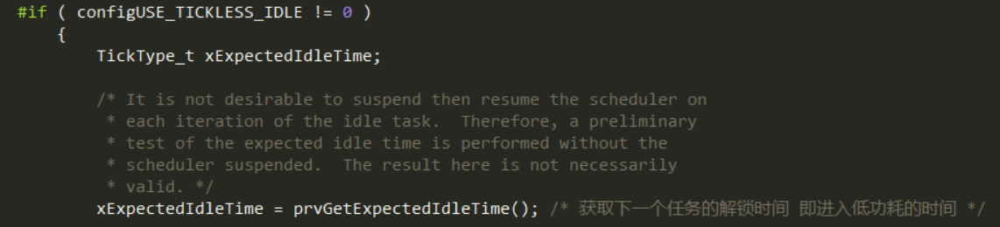 #if ( configUSE_TICKLESS_IDLE != 0 )
{
TickType_t xExpectedIdleTime;
/* It is not desirable to suspend then resume the scheduler on
* each iteration of the idle task.  Therefore, a preliminary
* test of the expected idle time is performed without the
* scheduler suspended.  The result here is not necessarily
* valid. */
xExpectedIdleTime = prvGetExpectedIdleTime(); /* 获取下一个任务的解锁时间 即进入低功耗的时间 */